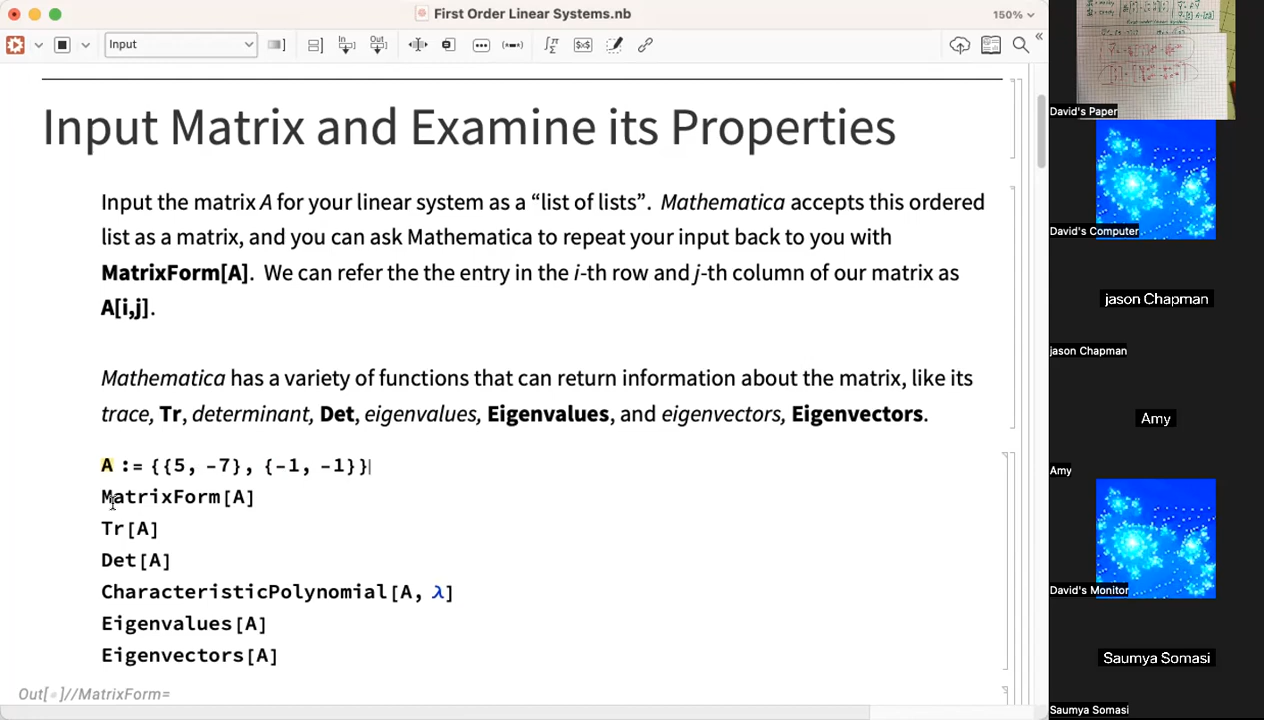 First Order Linear Systems.nb
150%
Input
Input Matrix and Examine its Properties
Input the matrix A for your linear system as a “list of lists”. Mathematica accepts this ordered
list as a matrix, and you can ask Mathematica to repeat your input back to you with
MatrixForm[A]. We can refer the the entry in the i-th row and j-th column of our matrix as
A[i,j].
Mathematica has a variety of functions that can return information about the matrix, like its
trace, Tr, determinant, Det, eigenvalues, Eigenvalues, and eigenvectors, Eigenvectors.
A := {{5, -7}, {-1, -1}}
MatrixForm[A]
Tr[A]
Det[A]
CharacteristicPolynomial[A, λ]
Eigenvalues[A]
Eigenvectors[A]
Out[ ]//MatrixForm=
David's Paper
David's Computer
jason Chapman
jason Chapman
Amy
Amy
David's Monitor
Saumya Somasi
Saumya Somasi